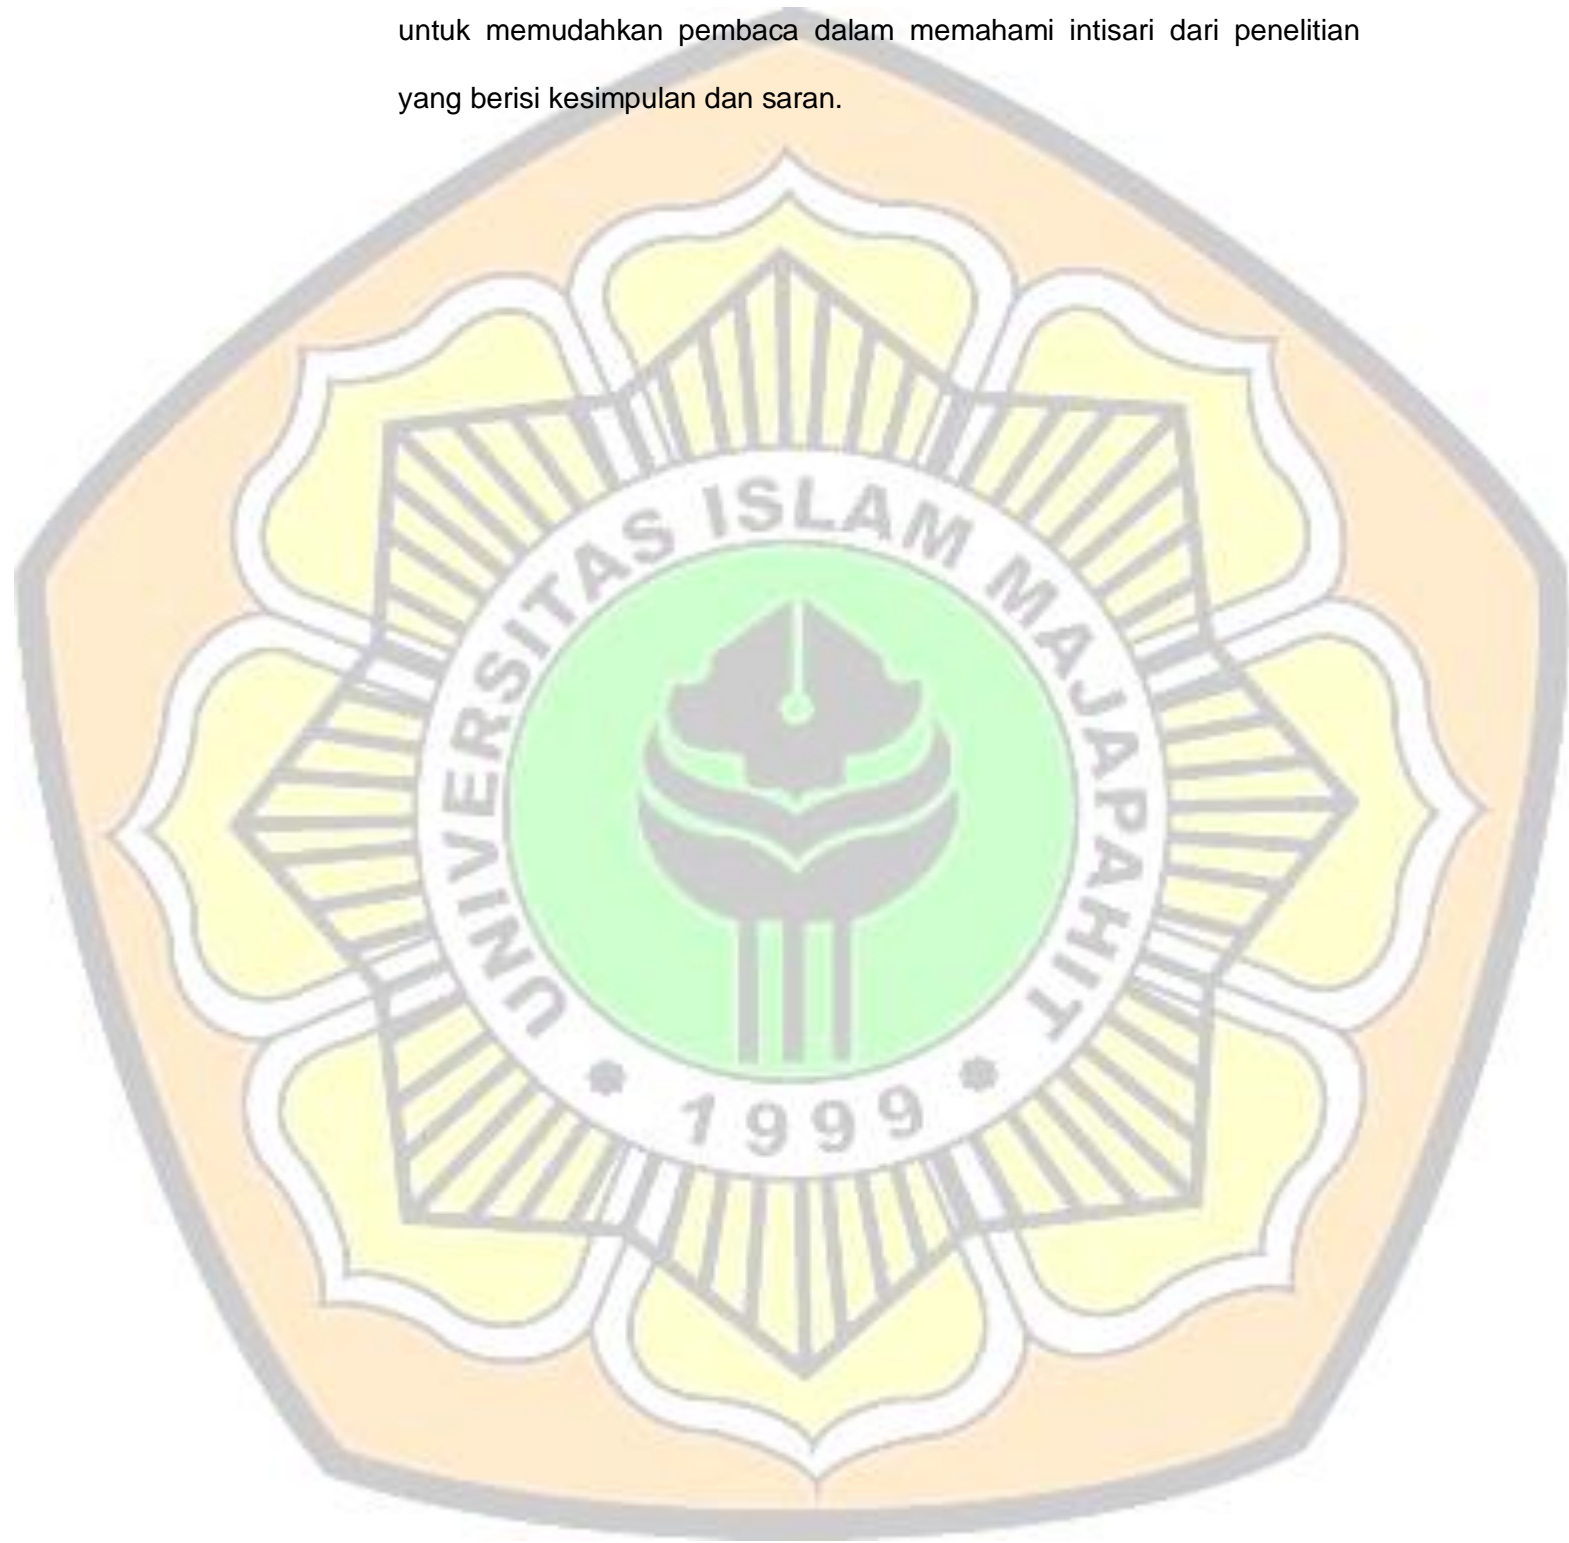 untuk memudahkan pembaca dalam memahami intisari dari penelitian
yang berisi kesimpulan dan saran.
UNIVERSITAS ISLAM MAJAPAHIT
1999